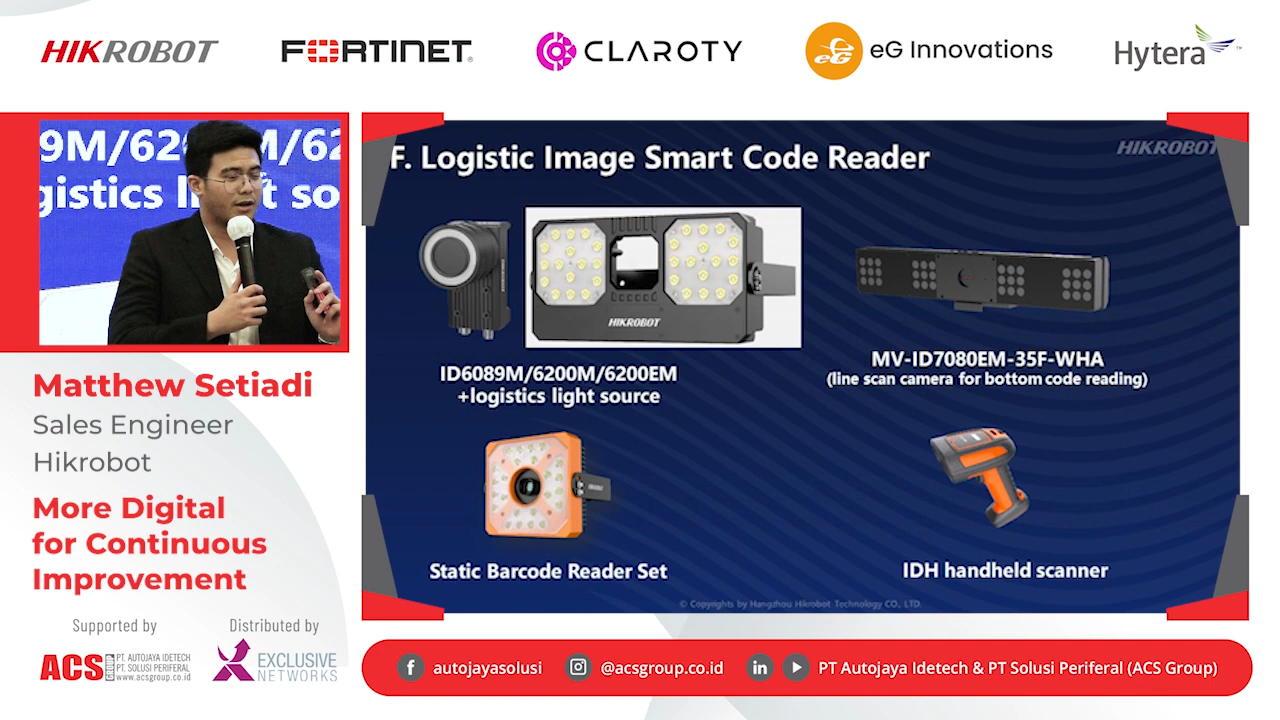 HIKROBOT
FORTINET
CLAROTY
eG eG Innovations
Hytera
9M/62 M/62
gistics l t so
F. Logistic Image Smart Code Reader
HIKROBOT
HIKROBOT
ID6089M/6200M/6200EM
+logistics light source
MV-ID7080EM-35F-WHA
(line scan camera for bottom code reading)
Static Barcode Reader Set
IDH handheld scanner
© Copyrights by Hangzhou Hikrobot Technology CO., LTD.
Matthew Setiadi
Sales Engineer
Hikrobot
More Digital
for Continuous
Improvement
Supported by
ACS
PT. AUTOJAYA IDETECH
PT. SOLUSI PERIFERAL
www.acsgroup.co.id
Distributed by
EXCLUSIVE
NETWORKS
autojayasolusi
@acsgroup.co.id
PT Autojaya Idetech & PT Solusi Periferal (ACS Group)